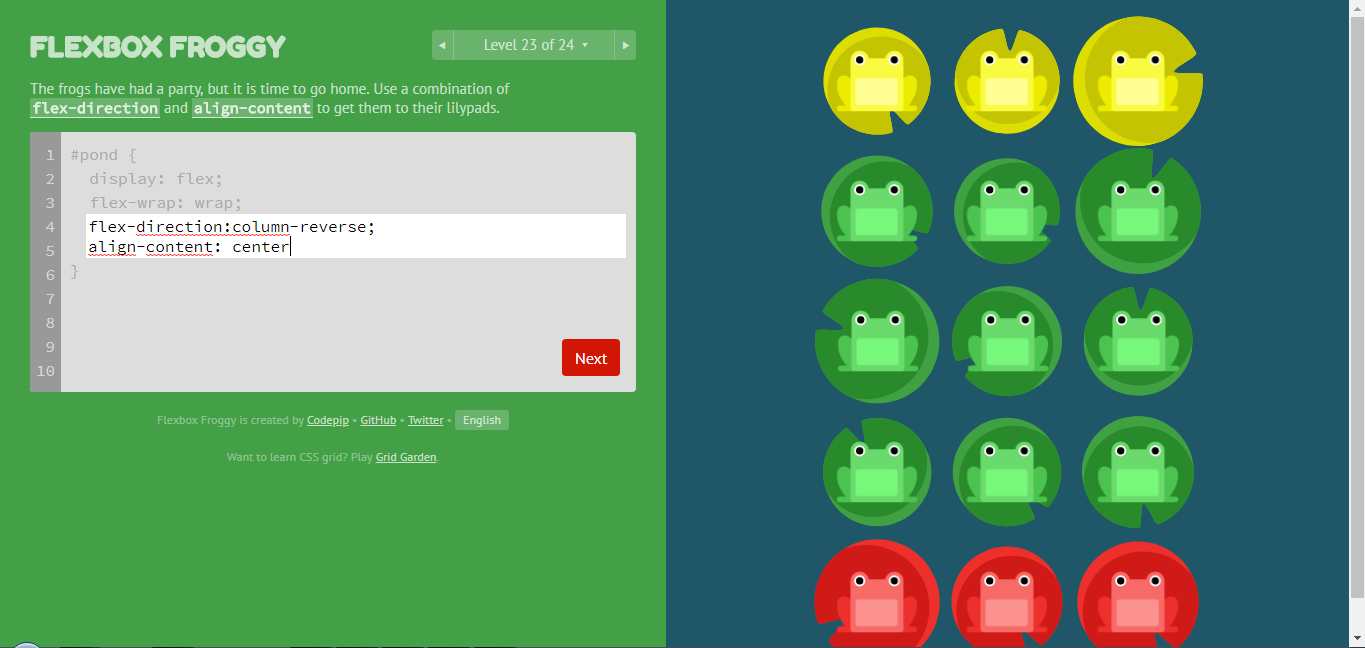 FLEXBOX FROGGY
◄ Level 23 of 24 ▾ ►
The frogs have had a party, but it is time to go home. Use a combination of
flex-direction and align-content to get them to their lilypads.
1 #pond {
2 display: flex;
3 flex-wrap: wrap;
4 flex-direction:column-reverse;
5 align-content: center
6 }
7
8
9
10
Next
Flexbox Froggy is created by Codepip • GitHub • Twitter • English
Want to learn CSS grid? Play Grid Garden.